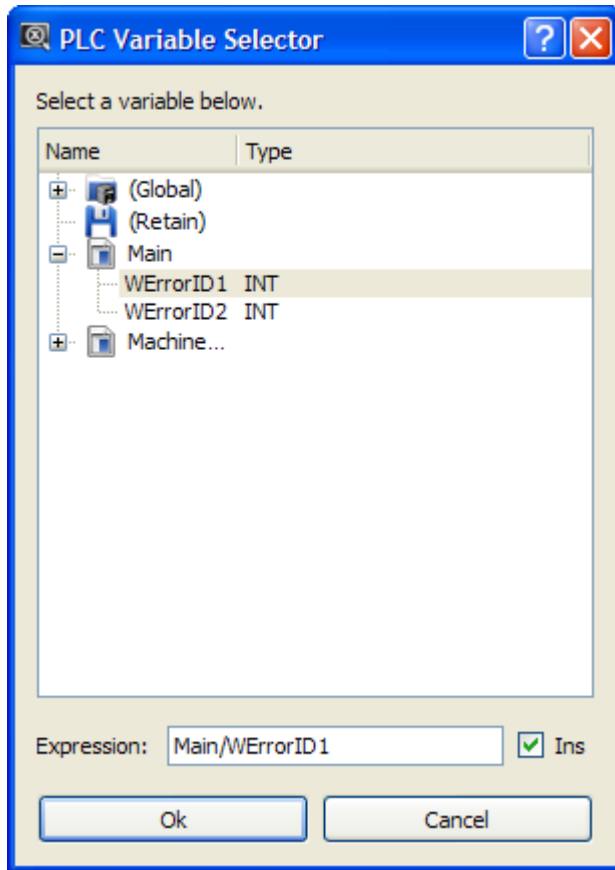 PLC Variable Selector
Select a variable below.
Name Type
(Global)
(Retain)
Main
WErrorID1 INT
WErrorID2 INT
Machine...
Expression: Main/WErrorID1 Ins
Ok Cancel